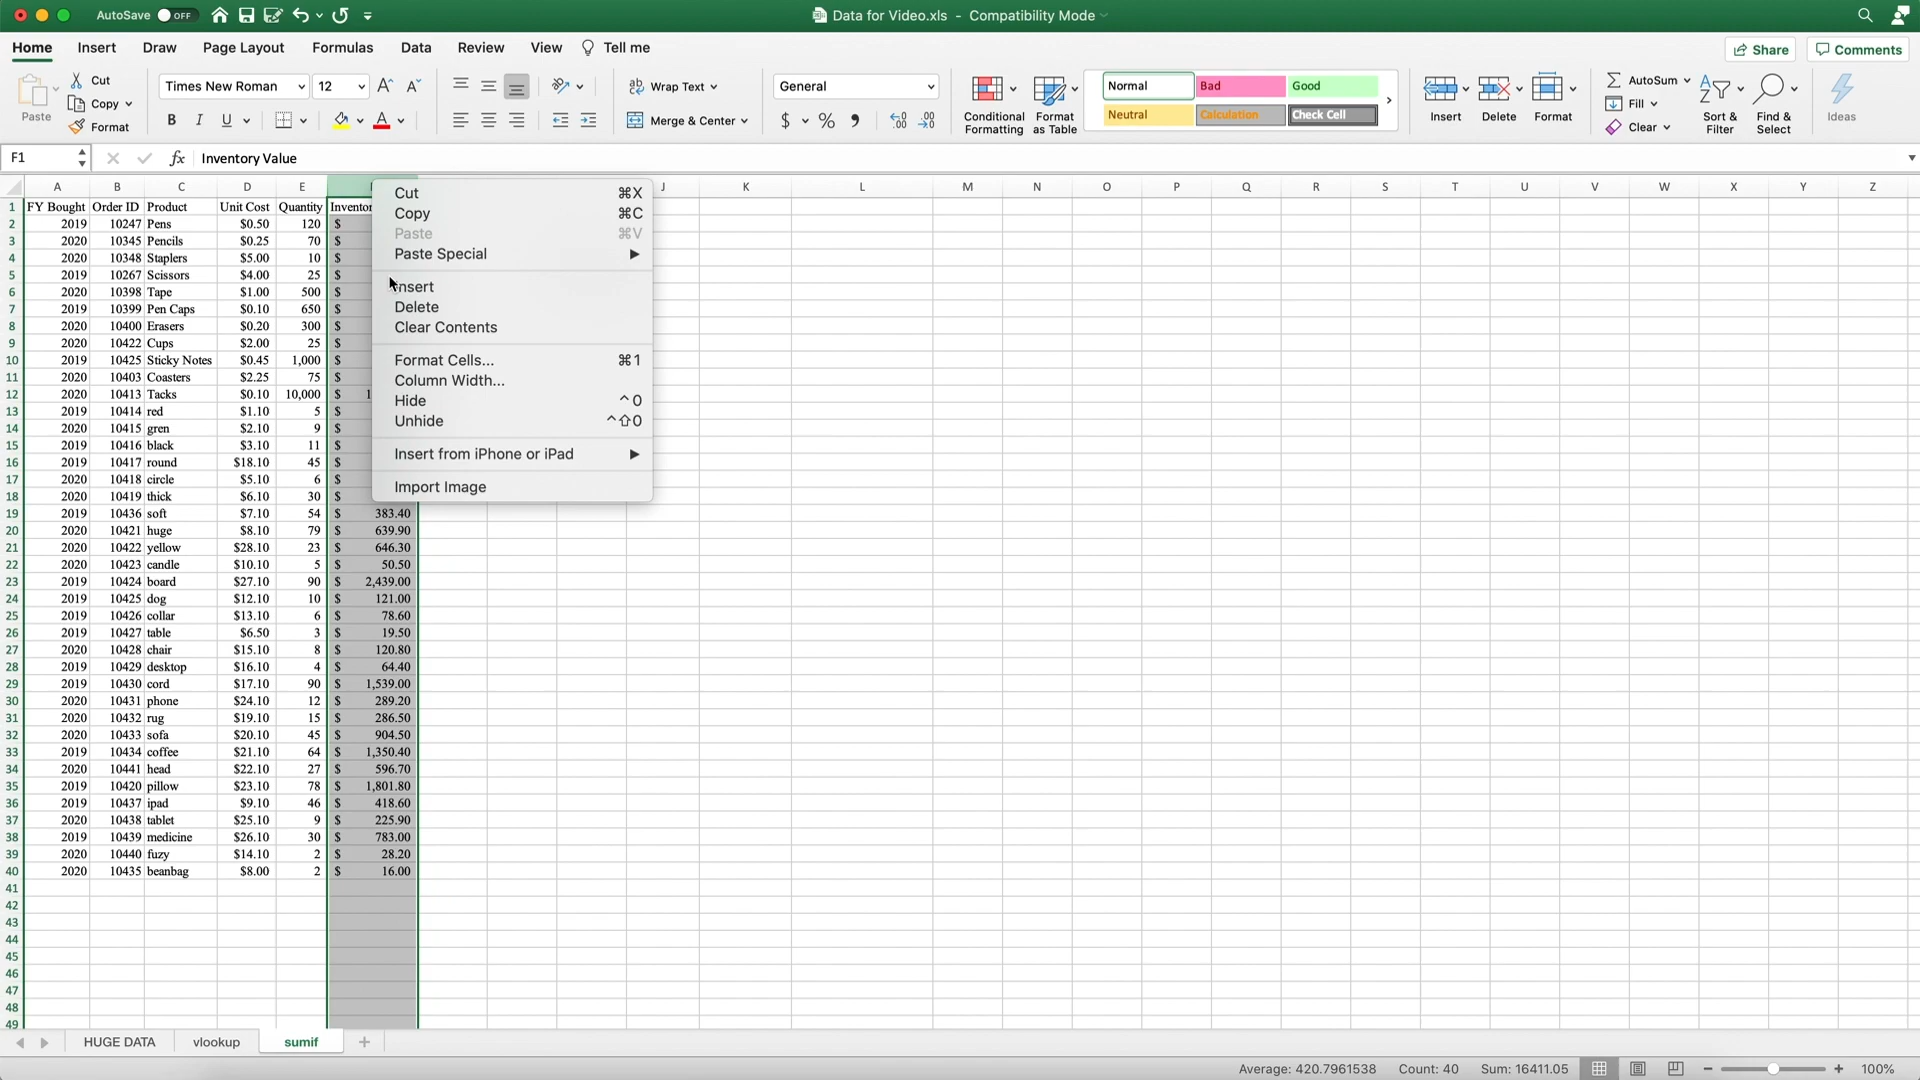 AutoSave OFF
Data for Video.xls - Compatibility Mode
Home Insert Draw Page Layout Formulas Data Review View Tell me
Share Comments
Paste
Cut
Copy
Format
Times New Roman 12
B I U
Wrap Text
Merge & Center
General
$ % 
Conditional Formatting
Format as Table
Normal Bad Good
Neutral Calculation Check Cell
Insert Delete Format
AutoSum
Fill
Clear
Sort & Filter
Find & Select
Ideas
F1 fx Inventory Value
A B C D E J K L M N O P Q R S T U V W X Y Z
1 FY Bought Order ID Product Unit Cost Quantity Inventor
2 2019 10247 Pens $0.50 120 $
3 2020 10345 Pencils $0.25 70 $
4 2020 10348 Staplers $5.00 10 $
5 2019 10267 Scissors $4.00 25 $
6 2020 10398 Tape $1.00 500 $
7 2019 10399 Pen Caps $0.10 650 $
8 2020 10400 Erasers $0.20 300 $
9 2020 10422 Cups $2.00 25 $
10 2019 10425 Sticky Notes $0.45 1,000 $
11 2020 10403 Coasters $2.25 75 $
12 2020 10413 Tacks $0.10 10,000 $ 1
13 2019 10414 red $1.10 5 $
14 2020 10415 gren $2.10 9 $
15 2019 10416 black $3.10 11 $
16 2019 10417 round $18.10 45 $
17 2020 10418 circle $5.10 6 $
18 2020 10419 thick $6.10 30 $
19 2019 10436 soft $7.10 54 $ 383.40
20 2020 10421 huge $8.10 79 $ 639.90
21 2020 10422 yellow $28.10 23 $ 646.30
22 2020 10423 candle $10.10 5 $ 50.50
23 2019 10424 board $27.10 90 $ 2,439.00
24 2019 10425 dog $12.10 10 $ 121.00
25 2019 10426 collar $13.10 6 $ 78.60
26 2019 10427 table $6.50 3 $ 19.50
27 2020 10428 chair $15.10 8 $ 120.80
28 2019 10429 desktop $16.10 4 $ 64.40
29 2019 10430 cord $17.10 90 $ 1,539.00
30 2020 10431 phone $24.10 12 $ 289.20
31 2020 10432 rug $19.10 15 $ 286.50
32 2020 10433 sofa $20.10 45 $ 904.50
33 2019 10434 coffee $21.10 64 $ 1,350.40
34 2020 10441 head $22.10 27 $ 596.70
35 2019 10420 pillow $23.10 78 $ 1,801.80
36 2019 10437 ipad $9.10 46 $ 418.60
37 2020 10438 tablet $25.10 9 $ 225.90
38 2019 10439 medicine $26.10 30 $ 783.00
39 2020 10440 fuzy $14.10 2 $ 28.20
40 2020 10435 beanbag $8.00 2 $ 16.00
41
42
43
44
45
46
47
48
49
Cut ⌘X
Copy ⌘C
Paste ⌘V
Paste Special
Insert
Delete
Clear Contents
Format Cells... ⌘1
Column Width...
Hide ^0
Unhide ^⇧0
Insert from iPhone or iPad
Import Image
HUGE DATA vlookup sumif
Average: 420.7961538 Count: 40 Sum: 16411.05 100%